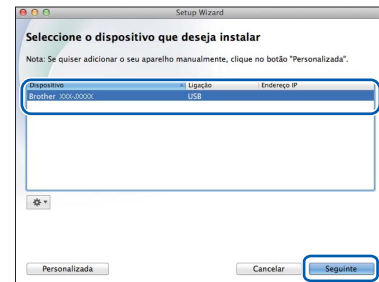 Setup Wizard
Seleccione o dispositivo que deseja instalar
Nota: Se quiser adicionar o seu aparelho manualmente, clique no botão "Personalizada".
Dispositivo Ligação Endereço IP
Brother XXX-XXXXX USB
Personalizada Cancelar Seguinte